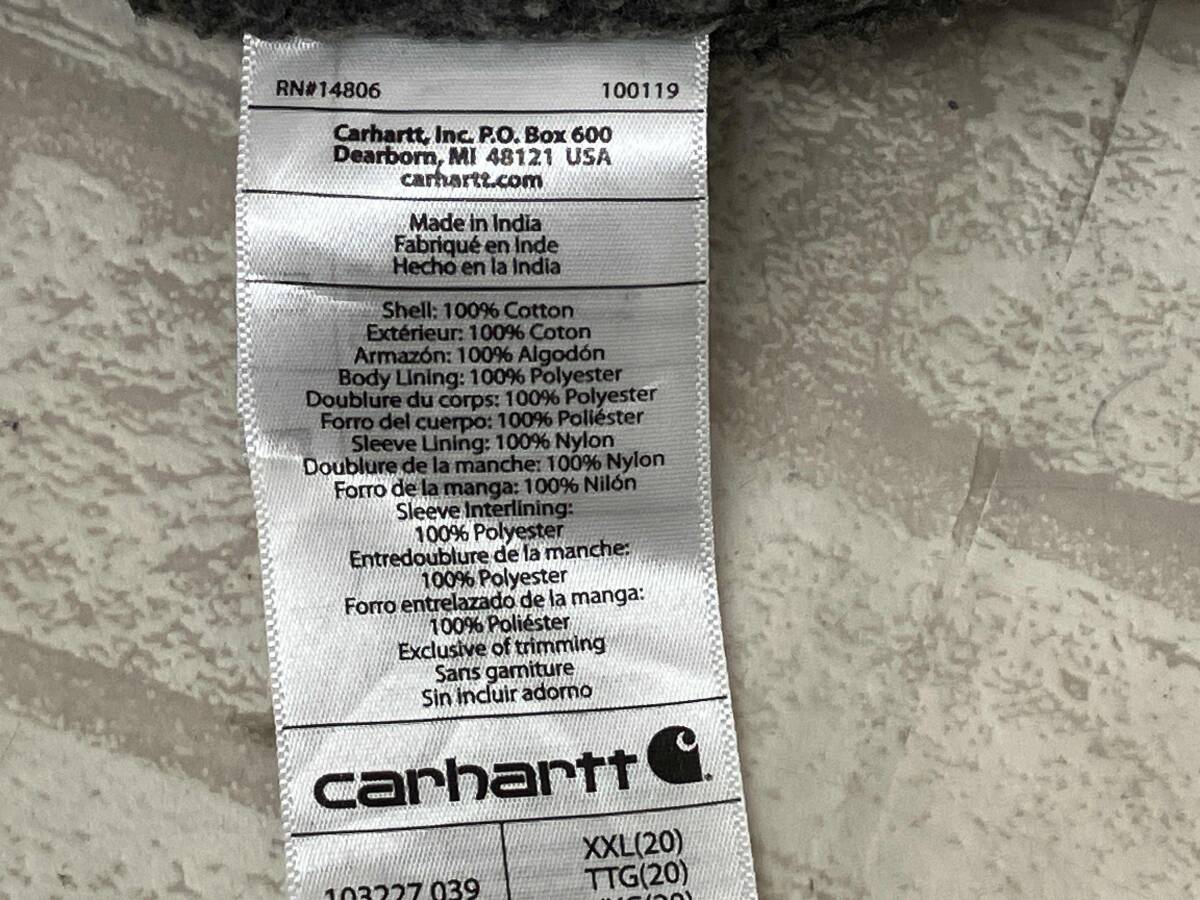 RN#14806 100119
Carhartt, Inc. P.O. Box 600
Dearborn, MI 48121 USA
carhartt.com
Made in India
Fabriqué en Inde
Hecho en la India
Shell: 100% Cotton
Extérieur: 100% Coton
Armazón: 100% Algodón
Body Lining: 100% Polyester
Doublure du corps: 100% Polyester
Forro del cuerpo: 100% Poliéster
Sleeve Lining: 100% Nylon
Doublure de la manche: 100% Nylon
Forro de la manga: 100% Nilón
Sleeve Interlining:
100% Polyester
Entredoublure de la manche:
100% Polyester
Forro entrelazado de la manga:
100% Poliéster
Exclusive of trimming
Sans garniture
Sin incluir adorno
carhartt
103227 039
XXL(20)
TTG(20)